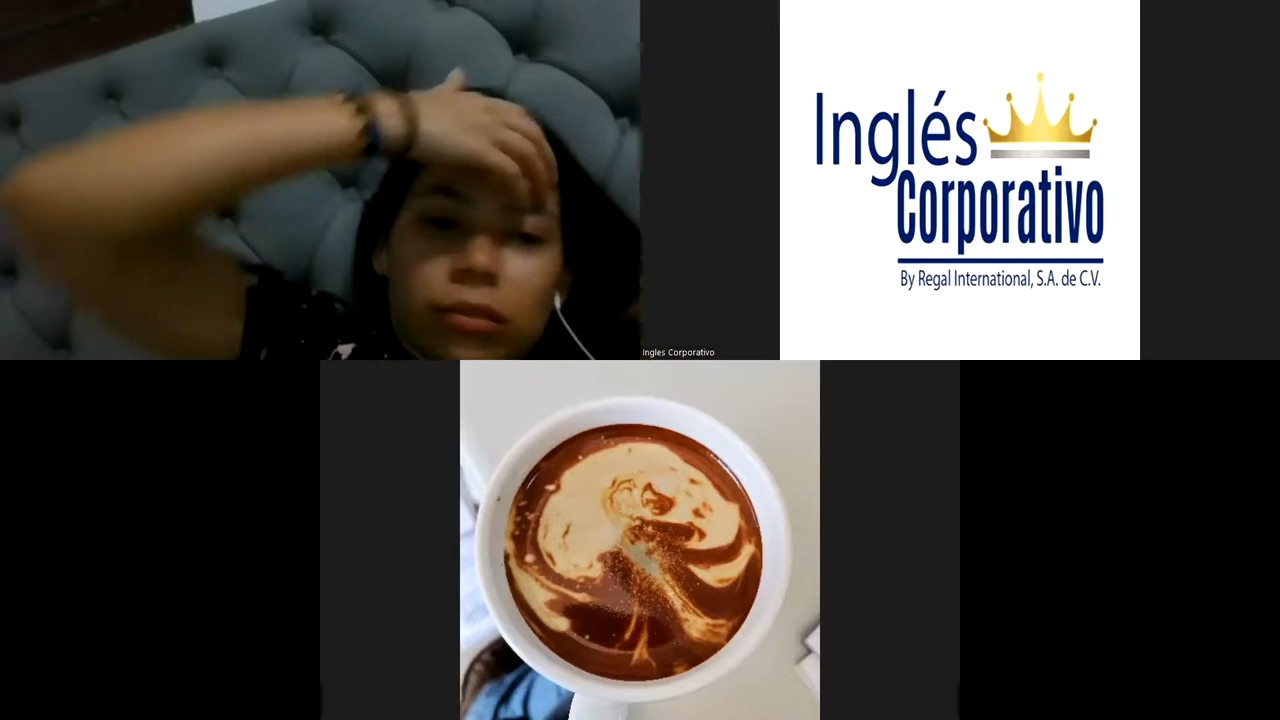 Inglés
Corporativo
By Regal International, S.A. de C.V.
Ingles Corporativo